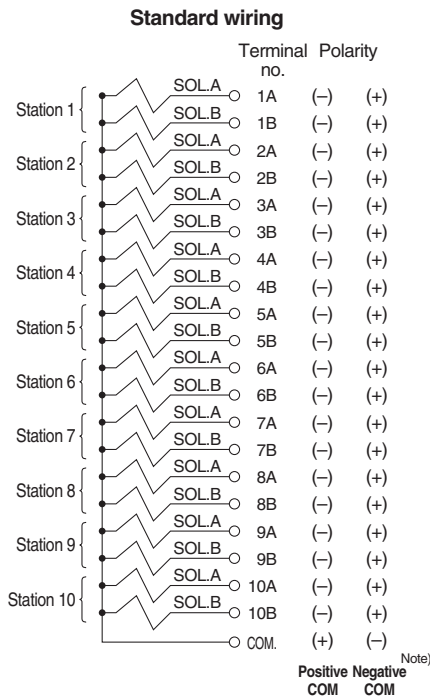 Standard wiring
Terminal no. Polarity
Station 1 SOL.A 1A (–) (+)
SOL.B 1B (–) (+)
Station 2 SOL.A 2A (–) (+)
SOL.B 2B (–) (+)
Station 3 SOL.A 3A (–) (+)
SOL.B 3B (–) (+)
Station 4 SOL.A 4A (–) (+)
SOL.B 4B (–) (+)
Station 5 SOL.A 5A (–) (+)
SOL.B 5B (–) (+)
Station 6 SOL.A 6A (–) (+)
SOL.B 6B (–) (+)
Station 7 SOL.A 7A (–) (+)
SOL.B 7B (–) (+)
Station 8 SOL.A 8A (–) (+)
SOL.B 8B (–) (+)
Station 9 SOL.A 9A (–) (+)
SOL.B 9B (–) (+)
Station 10 SOL.A 10A (–) (+)
SOL.B 10B (–) (+)
COM. (+) (–)
Positive COM Negative COM Note)